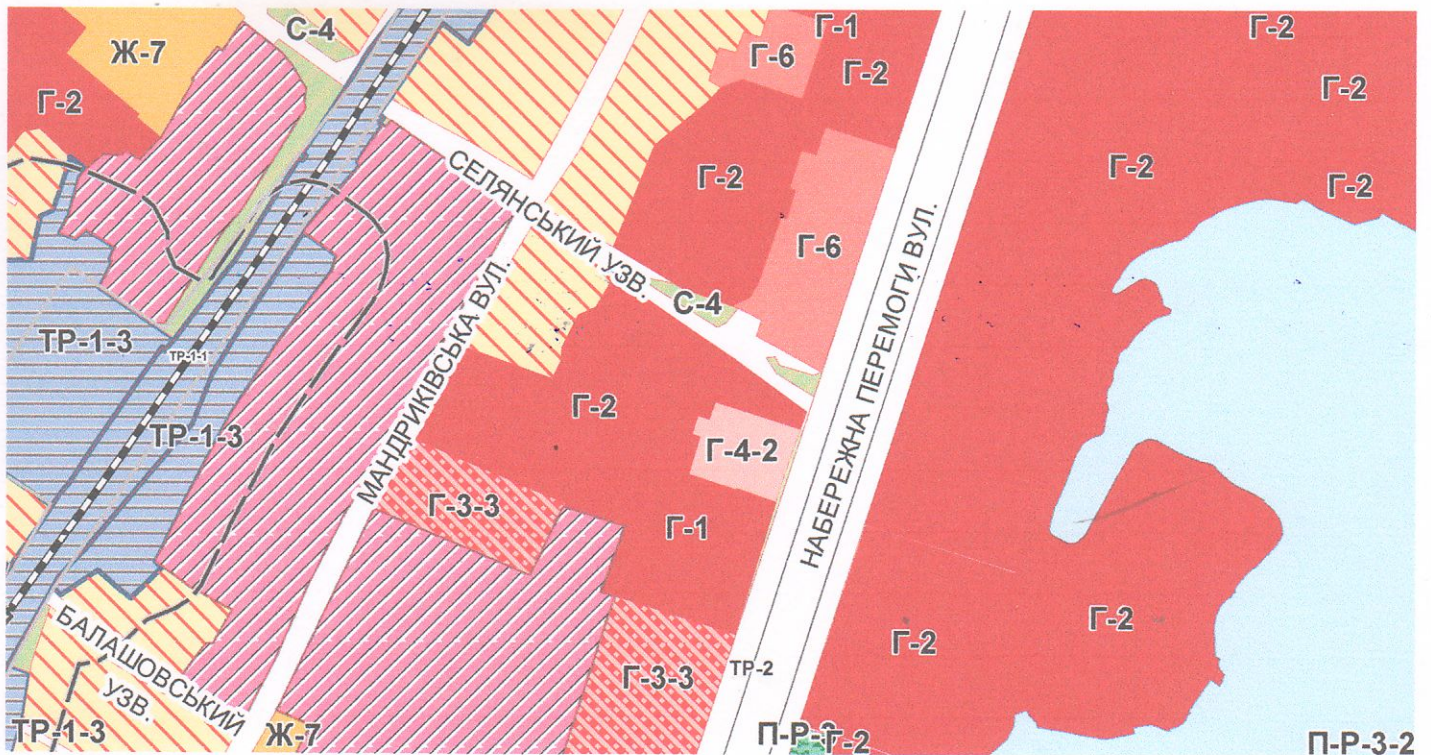 С-4
Г-1
Г-2
Ж-7
Г-6
Г-2
Г-2
Г-2
Г-2
Г-2
Г-2
СЕЛЯНСЬКИЙ УЗВ.
Г-6
НАБЕРЕЖНА ПЕРЕМОГИ ВУЛ.
С-4
МАНДРИКІВСЬКА ВУЛ.
ТР-1-3
ТР-1-1
Г-2
ТР-1-3
Г-4-2
Г-3-3
Г-1
БАЛАШОВСЬКИЙ
УЗВ.
Г-2
Г-2
Г-3-3
ТР-2
ТР-1-3
Ж-7
Г-2
П-Р-3-2